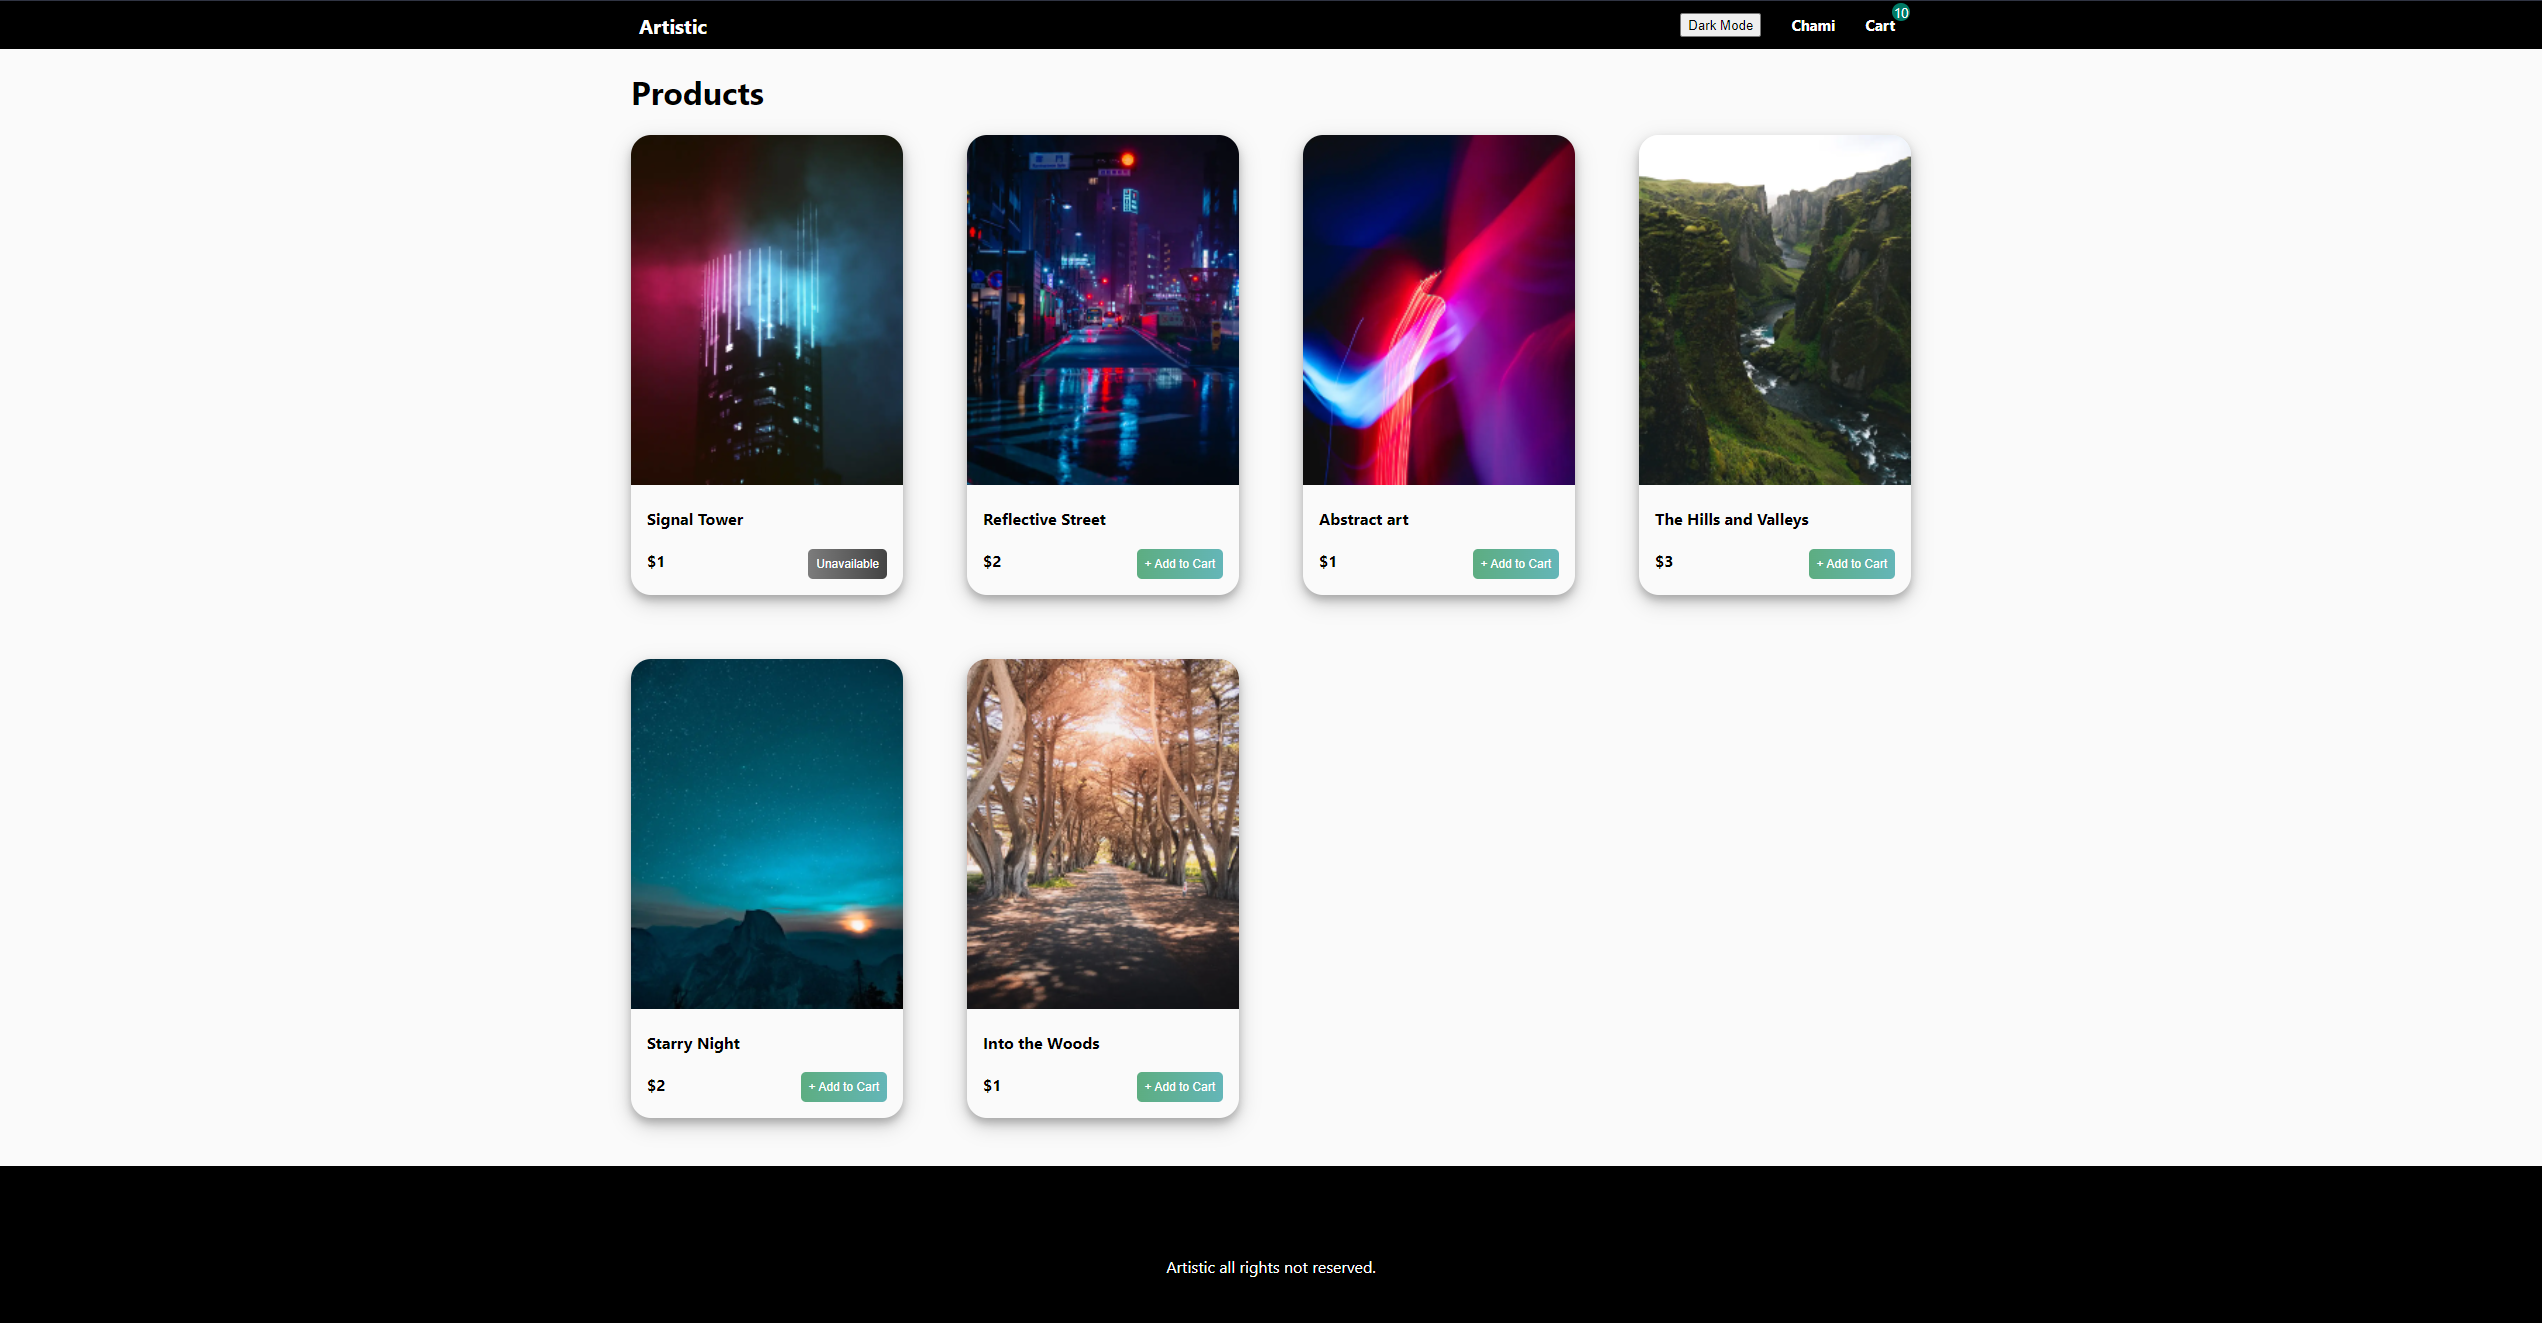 Artistic
Dark Mode
Chami
Cart
10
Products
Signal Tower
$1
Unavailable
Reflective Street
$2
+ Add to Cart
Abstract art
$1
+ Add to Cart
The Hills and Valleys
$3
+ Add to Cart
Starry Night
$2
+ Add to Cart
Into the Woods
$1
+ Add to Cart
Artistic all rights not reserved.